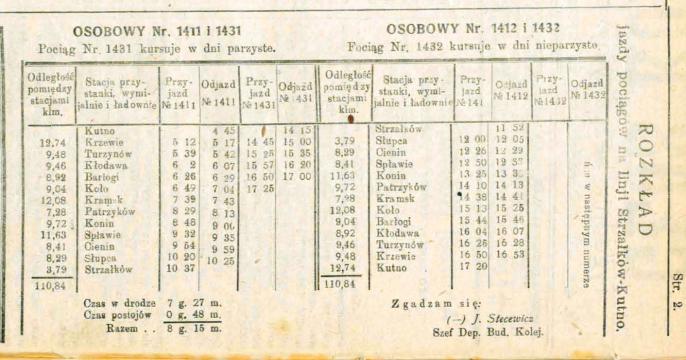 OSOBOWY Nr. 1411 i 1431
Pociąg Nr. 1431 kursuje w dni parzyste.
Odległość pomiędzy stacjami klm. | Stacja przystanki, wymijalnie i ładownie | Przyjazd № 1411 | Odjazd № 1411 | Przyjazd № 1431 | Odjazd № 431
Kutno 4 45 14 15
12,74 Krzewie 5 12 5 17 14 45 15 00
9,48 Turzynów 5 39 5 42 15 25 15 35
9,46 Kłodawa 6 2 6 07 15 57 16 20
8,92 Barłogi 6 26 6 29 16 50 17 00
9,04 Koło 6 49 7 04 17 25
12,08 Kramsk 7 39 7 43
7,28 Patrzyków 8 29 8 13
9,72 Konin 8 48 9 06
11,63 Spławie 9 32 9 35
8,41 Cienin 9 54 9 59
8,29 Słupca 10 20 10 25
3,79 Strzałków 10 37
110,84
Czas w drodze 7 g. 27 m.
Czas postojów 0 g. 48 m.
Razem . . 8 g. 15 m.
OSOBOWY Nr. 1412 i 1432
Pociąg Nr. 1432 kursuje w dni nieparzyste.
Odległość pomiędzy stacjami klm. | Stacja przystanki, wymijalnie i ładownie | Przyjazd № 141 | Odjazd № 1412 | Przyjazd № 1432 | Odjazd № 1432
Strzałków 11 52
3,79 Słupca 12 00 12 05
8,29 Cienin 12 26 12 29
8,41 Spławie 12 50 12
11,63 Konin 13 25 13
9,72 Patrzyków 14 10 14 13
7,98 Kramsk 14 38 14 41
12,08 Koło 15 13 15 25
9,04 Barłogi 15 44 15 46
8,92 Kłodawa 16 04 16 07
9,46 Turzynów 16 26 16 28
9,48 Krzewie 16 50 16 53
12,74 Kutno 17 20
110,84
w następnym numerze
Zgadzam się:
(—) J. Stecewicz
Szef Dep. Bud. Kolej.
ROZKŁAD
jazdy pociągów na linji Strzałków-Kutno.
Str. 2.